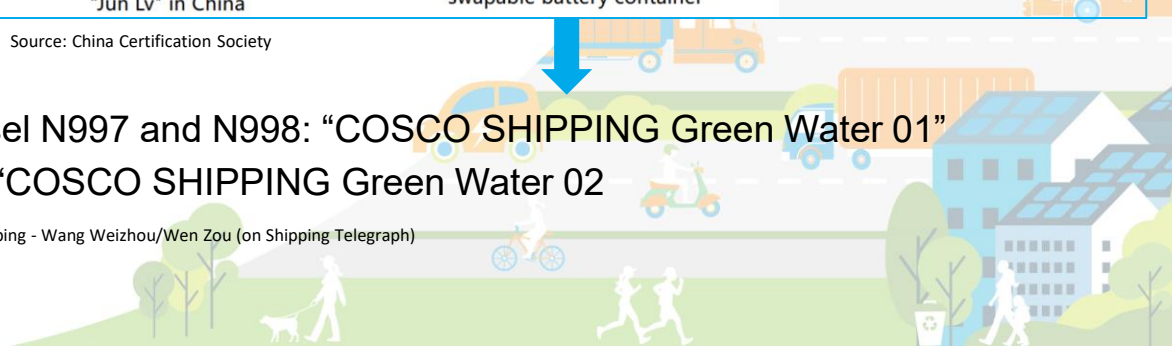 "Jun Lv" in China
swapable battery container
Source: China Certification Society
sel N997 and N998: “COSCO SHIPPING Green Water 01”
“COSCO SHIPPING Green Water 02
ping - Wang Weizhou/Wen Zou (on Shipping Telegraph)